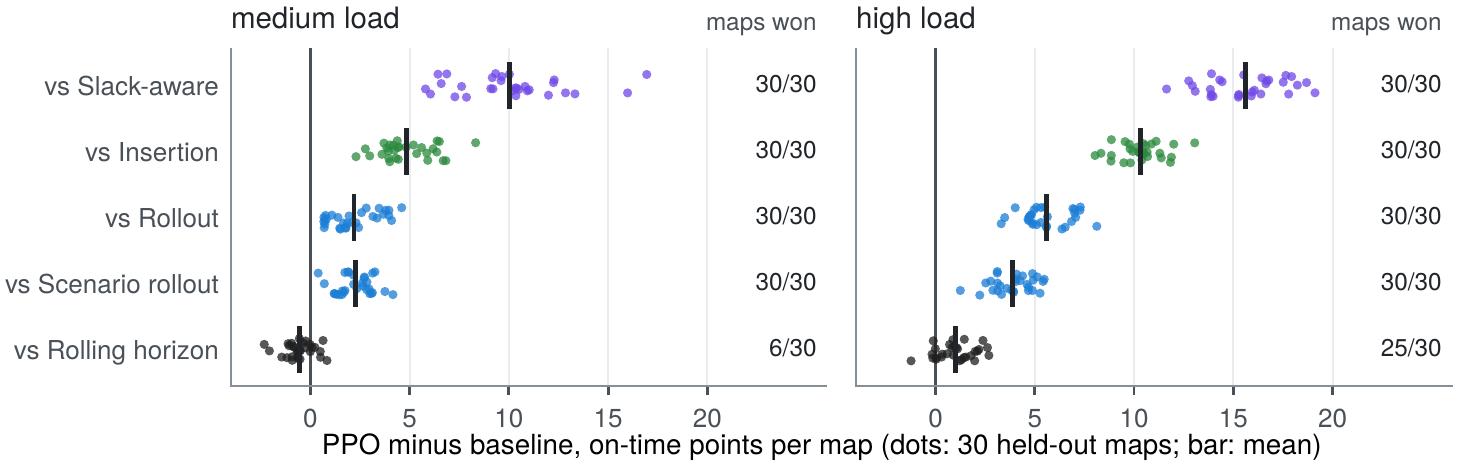 medium load maps won high load maps won
vs Slack-aware 30/30 30/30
vs Insertion 30/30 30/30
vs Rollout 30/30 30/30
vs Scenario rollout 30/30 30/30
vs Rolling horizon 6/30 25/30
0 5 10 15 20 0 5 10 15 20
PPO minus baseline, on-time points per map (dots: 30 held-out maps; bar: mean)